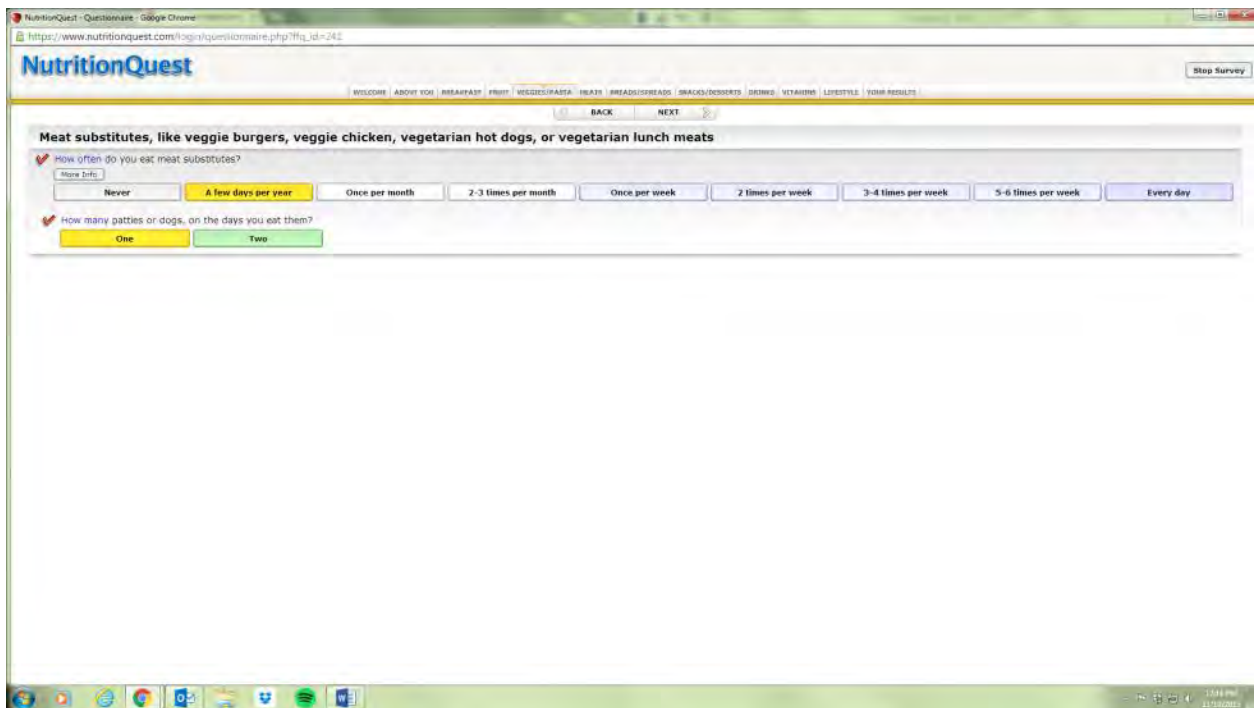 NutritionQuest - Questionnaire - Google Chrome
https://www.nutritionquest.com/login/questionnaire.php?ffq_id=242
NutritionQuest
Stop Survey
WELCOME ABOUT YOU BREAKFAST FRUIT VEGGIES/PASTA MEATS BREADS/SPREADS SNACKS/DESSERTS DRINKS VITAMINS LIFESTYLE YOUR RESULTS
BACK NEXT
Meat substitutes, like veggie burgers, veggie chicken, vegetarian hot dogs, or vegetarian lunch meats
How often do you eat meat substitutes?
More Info
Never A few days per year Once per month 2-3 times per month Once per week 2 times per week 3-4 times per week 5-6 times per week Every day
How many patties or dogs, on the days you eat them?
One Two